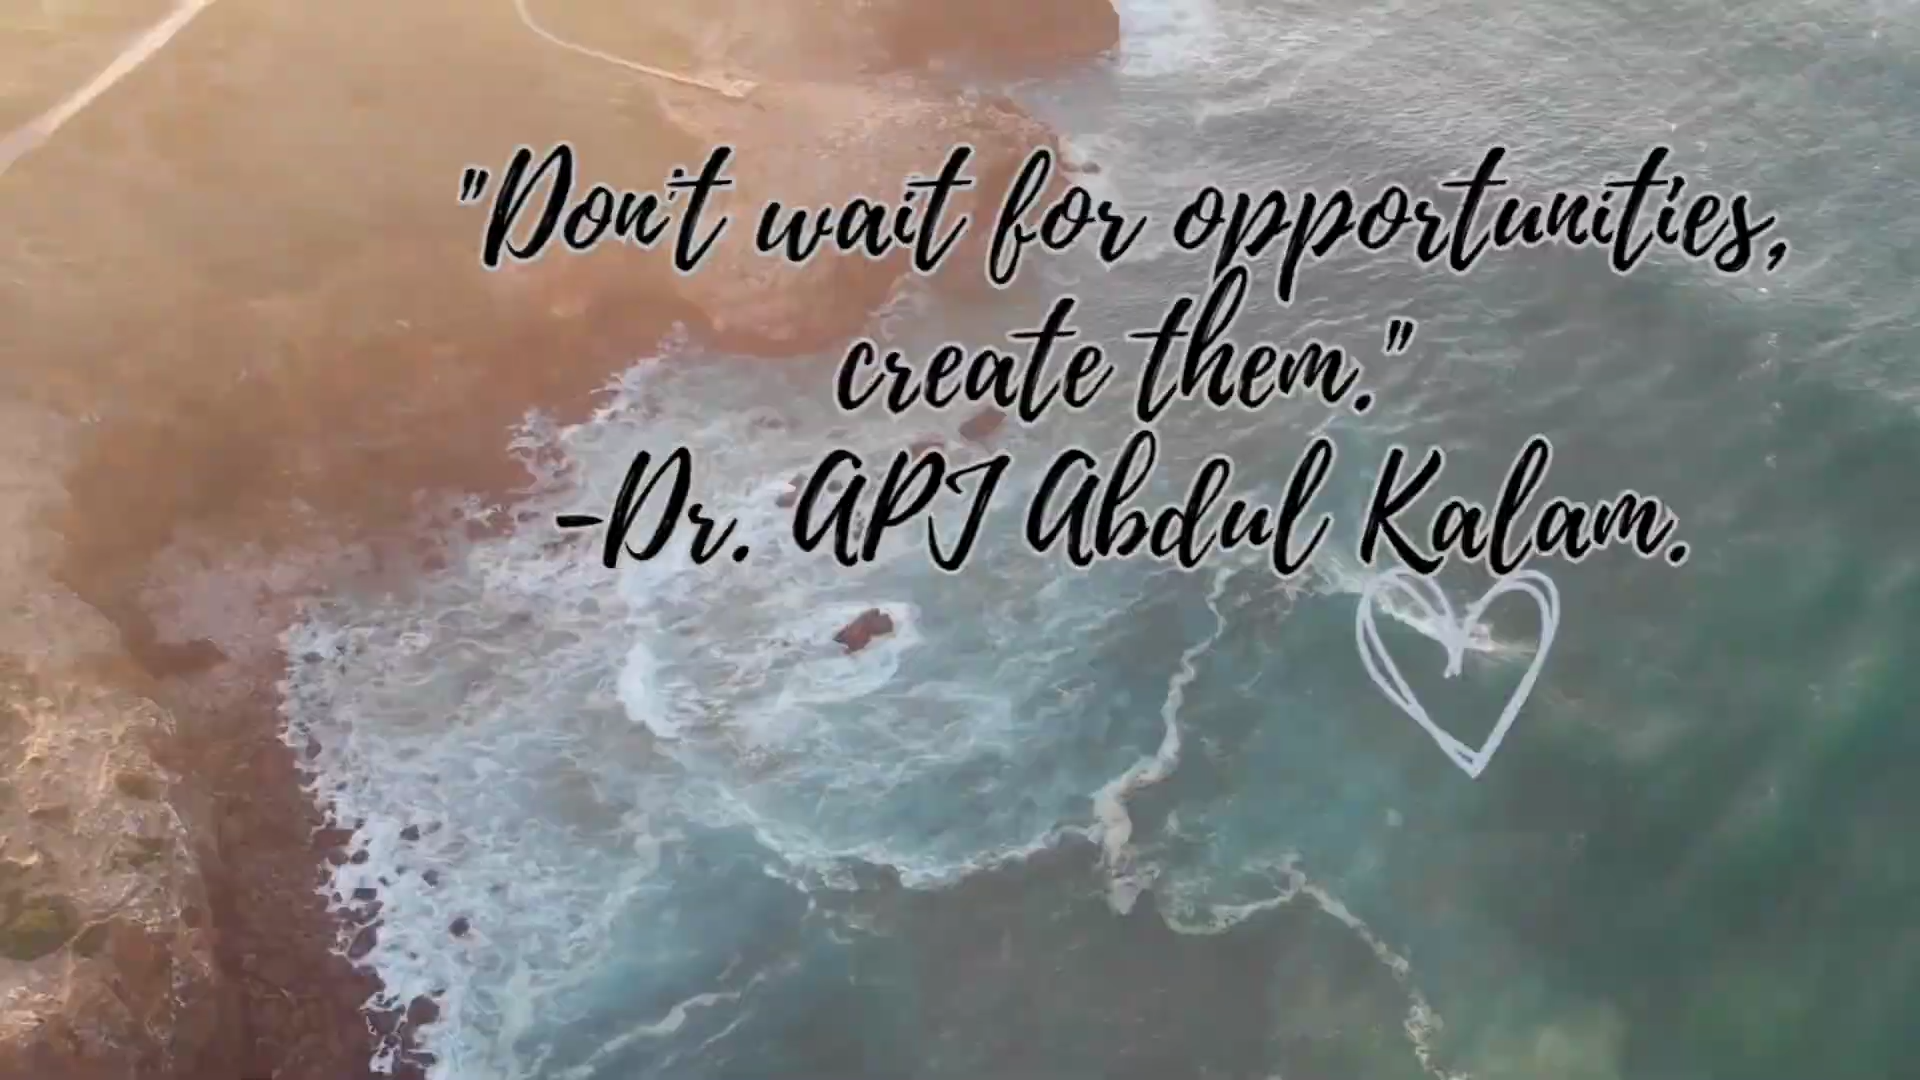 "Don't wait for opportunities,
create them."
-Dr. APJ Abdul Kalam.